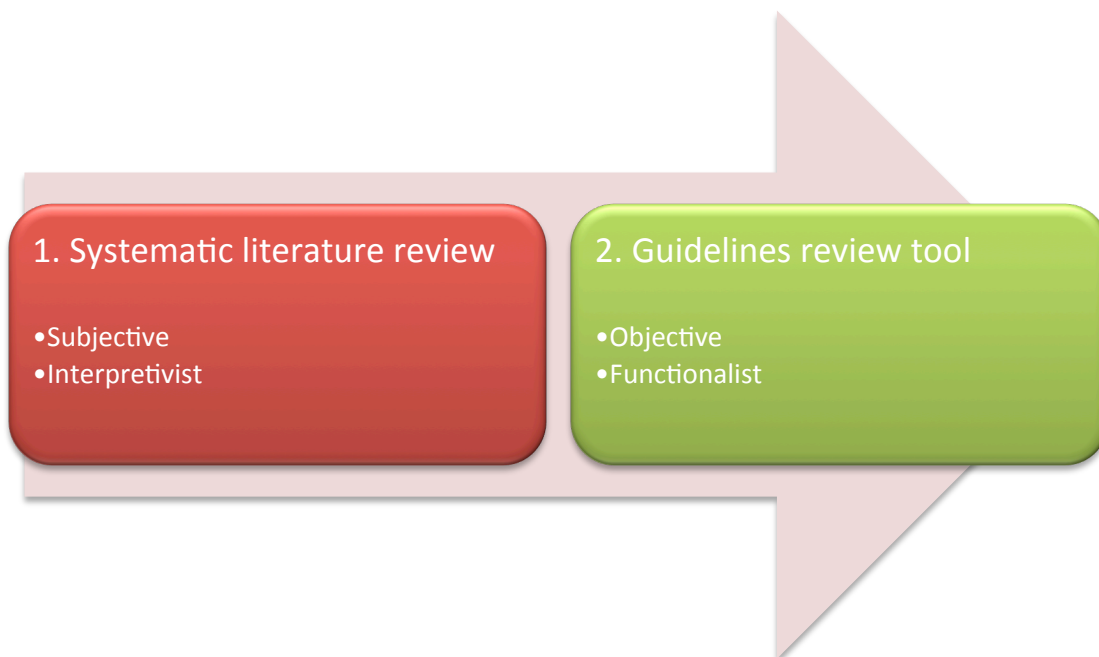 1. Systematic literature review
•Subjective
•Interpretivist
2. Guidelines review tool
•Objective
•Functionalist